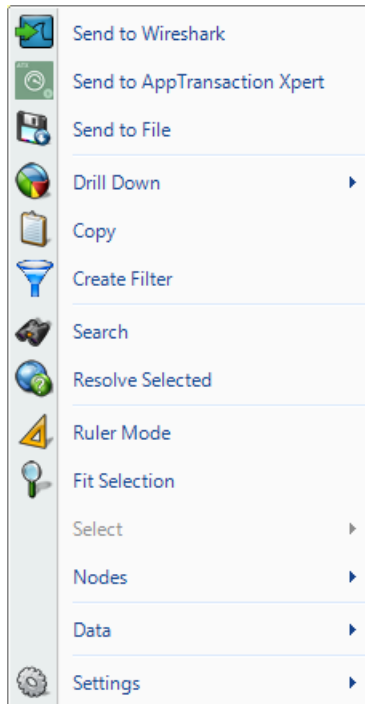 Send to Wireshark
ATX
Send to AppTransaction Xpert
Send to File
Drill Down
Copy
Create Filter
Search
Resolve Selected
Ruler Mode
Fit Selection
Select
Nodes
Data
Settings